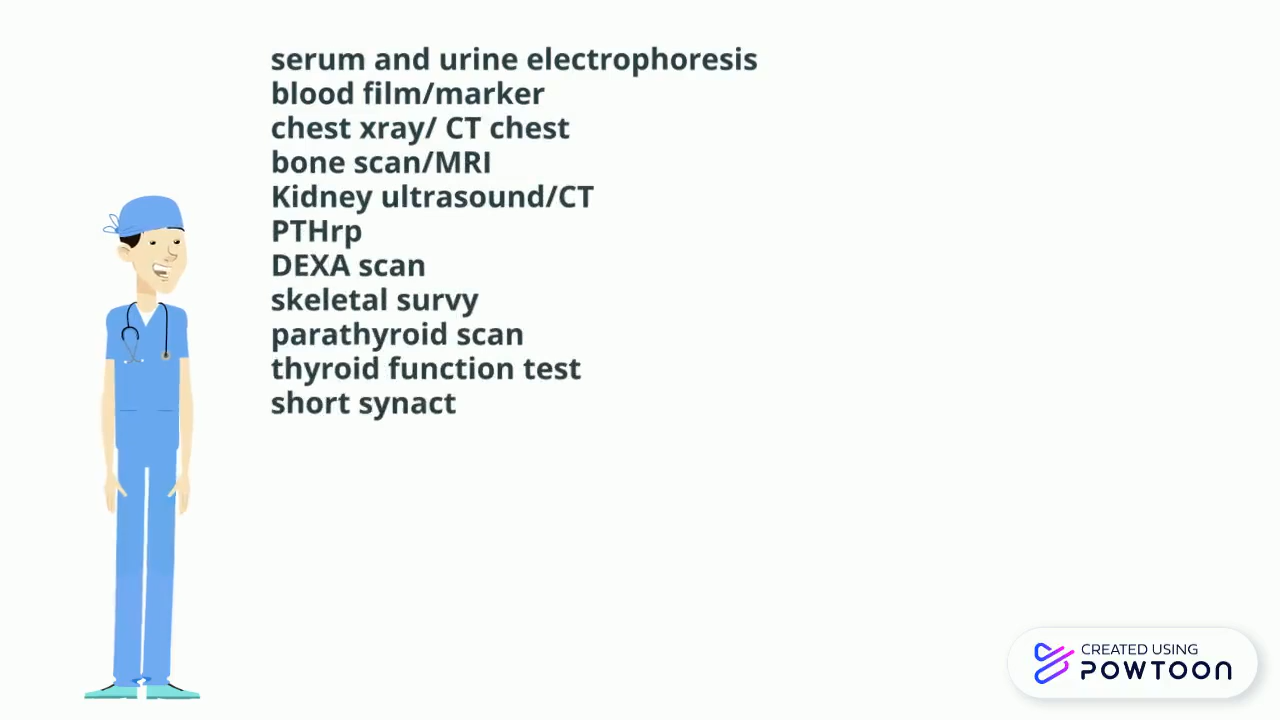 serum and urine electrophoresis
blood film/marker
chest xray/ CT chest
bone scan/MRI
Kidney ultrasound/CT
PTHrp
DEXA scan
skeletal survy
parathyroid scan
thyroid function test
short synact
CREATED USING
POWTOON